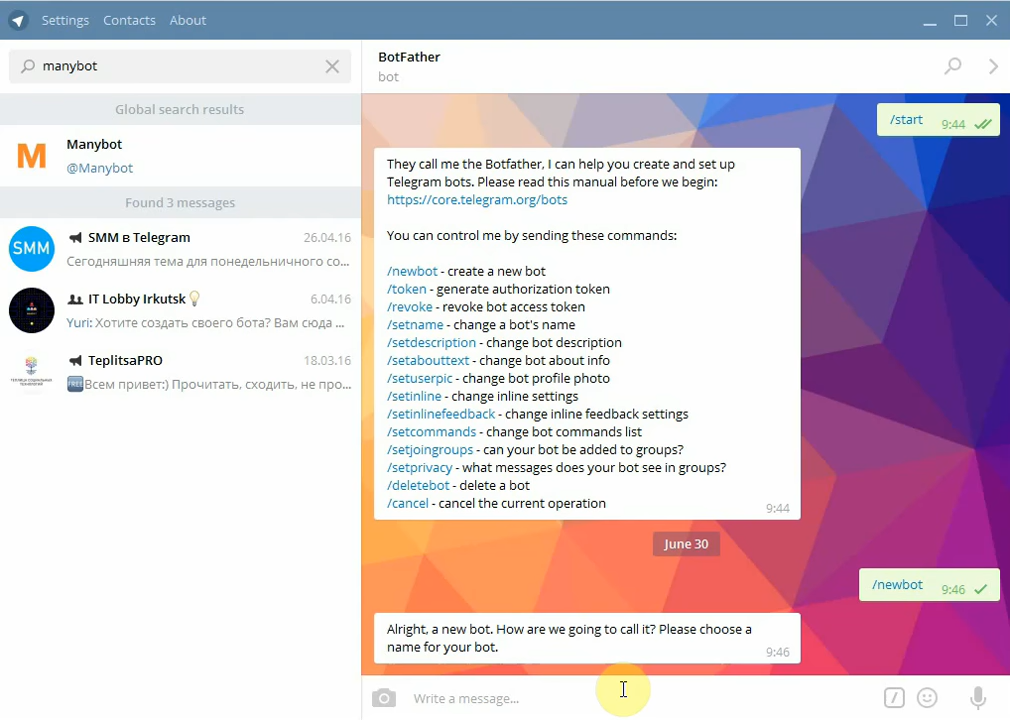 Settings Contacts About
manybot
Global search results
M
Manybot
@Manybot
Found 3 messages
SMM
SMM в Telegram 26.04.16
Сегодняшняя тема для понедельничного со...
IT Lobby Irkutsk 6.04.16
Yuri: Хотите создать своего бота? Вам сюда ...
TeplitsaPRO 18.03.16
FREE Всем привет:) Прочитать, сходить, не про...
BotFather
bot
/start 9:44
They call me the Botfather, I can help you create and set up
Telegram bots. Please read this manual before we begin:
https://core.telegram.org/bots
You can control me by sending these commands:
/newbot - create a new bot
/token - generate authorization token
/revoke - revoke bot access token
/setname - change a bot's name
/setdescription - change bot description
/setabouttext - change bot about info
/setuserpic - change bot profile photo
/setinline - change inline settings
/setinlinefeedback - change inline feedback settings
/setcommands - change bot commands list
/setjoingroups - can your bot be added to groups?
/setprivacy - what messages does your bot see in groups?
/deletebot - delete a bot
/cancel - cancel the current operation
9:44
June 30
/newbot 9:46
Alright, a new bot. How are we going to call it? Please choose a
name for your bot.
9:46
Write a message...